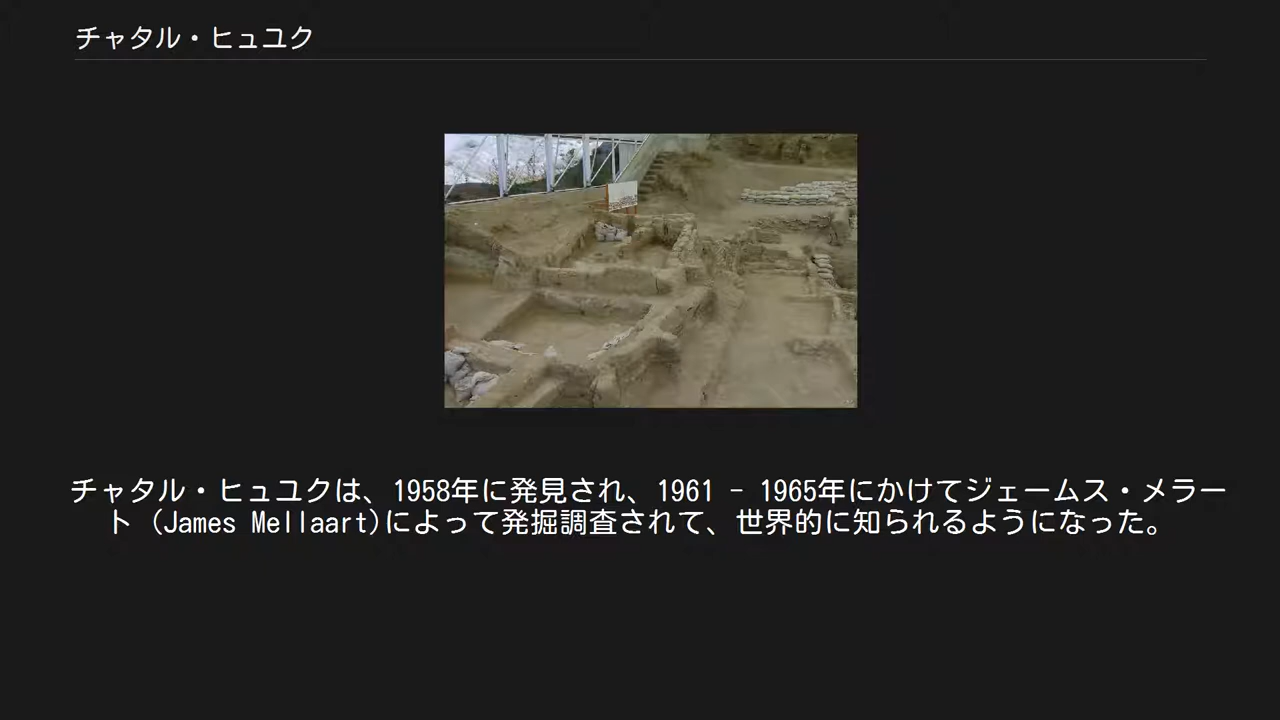 チャタル・ヒュユク
チャタル・ヒュユクは、1958年に発見され、1961 - 1965年にかけてジェームス・メラー
ト (James Mellaart)によって発掘調査されて、世界的に知られるようになった。